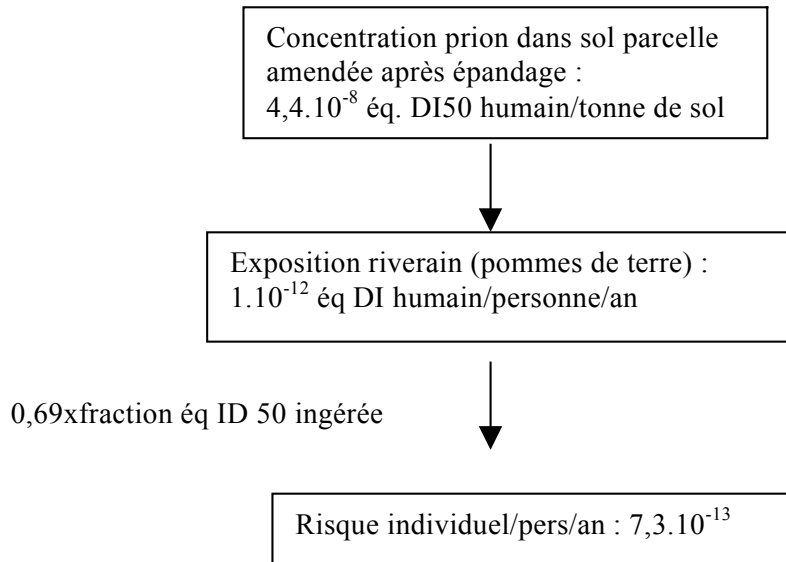 Concentration prion dans sol parcelle
amendée après épandage :
4,4.10⁻⁸ éq. DI50 humain/tonne de sol
Exposition riverain (pommes de terre) :
1.10⁻¹² éq DI humain/personne/an
0,69xfraction éq ID 50 ingérée
Risque individuel/pers/an : 7,3.10⁻¹³